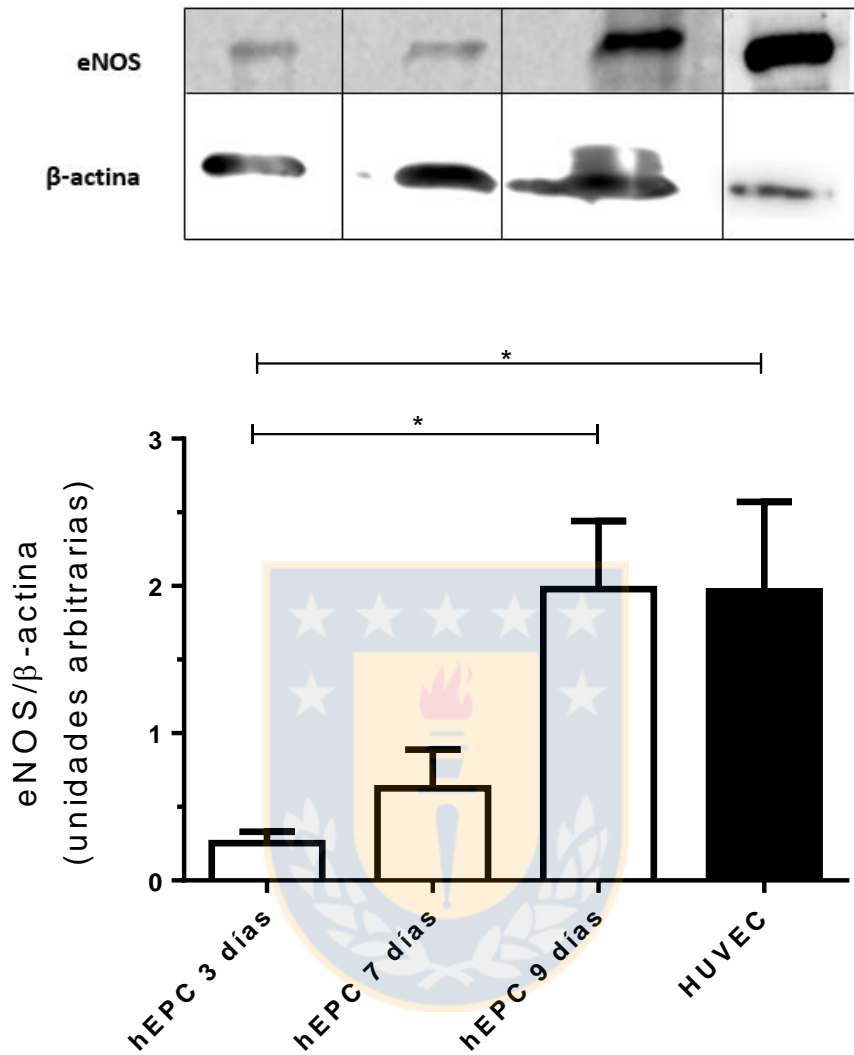 eNOS
β-actina
*
*
eNOS/β-actina
(unidades arbitrarias)
3
2
1
0
hEPC 3 días
hEPC 7 días
hEPC 9 días
HUVEC